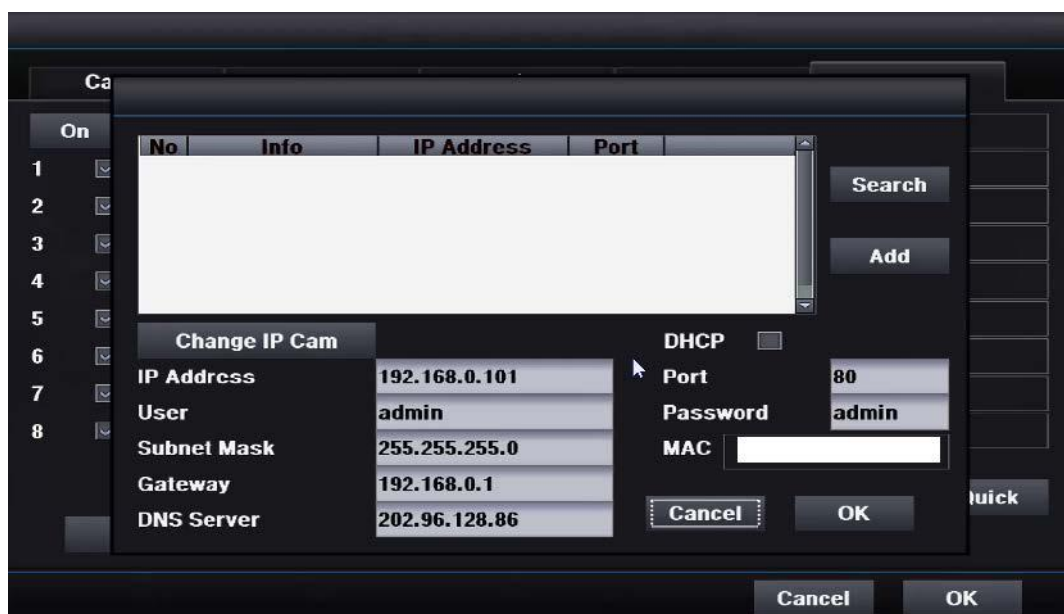 Ca
On
No Info IP Address Port
1
2
3
4
5
6
7
8
Search
Add
Change IP Cam
DHCP
IP Address 192.168.0.101 Port 80
User admin Password admin
Subnet Mask 255.255.255.0 MAC
Gateway 192.168.0.1
DNS Server 202.96.128.86
Cancel OK
uick
Cancel OK